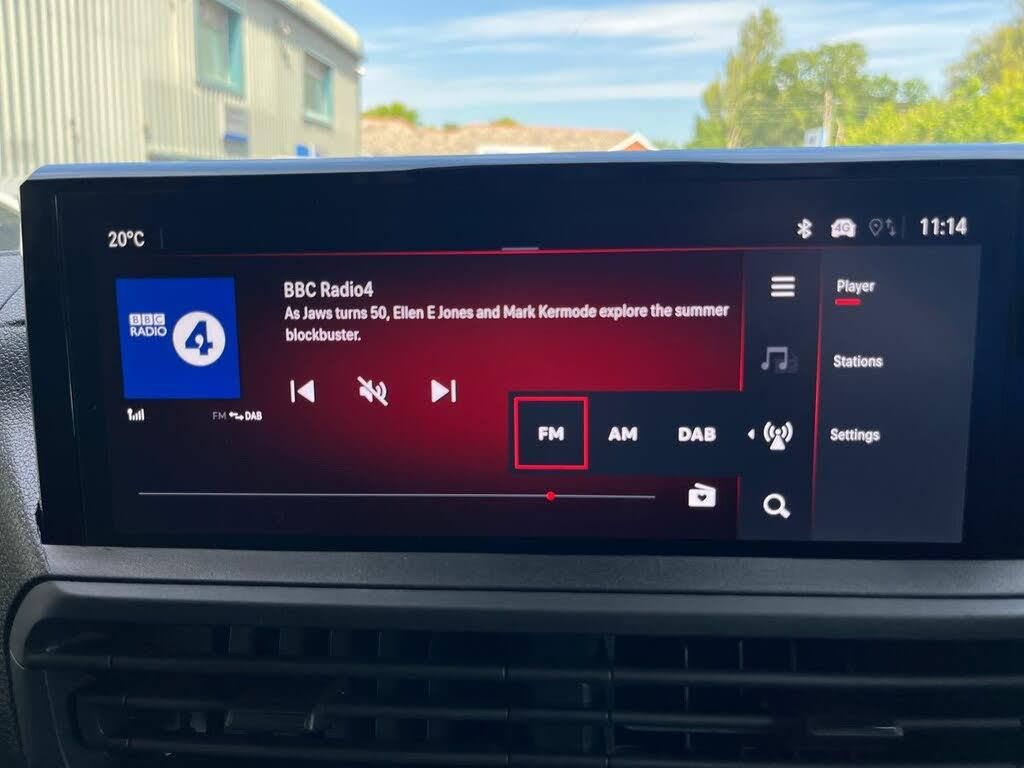 20°C
4G
11:14
BBC
RADIO
4
BBC Radio4
As Jaws turns 50, Ellen E Jones and Mark Kermode explore the summer
blockbuster.
FM DAB
FM AM DAB
Player
Stations
Settings